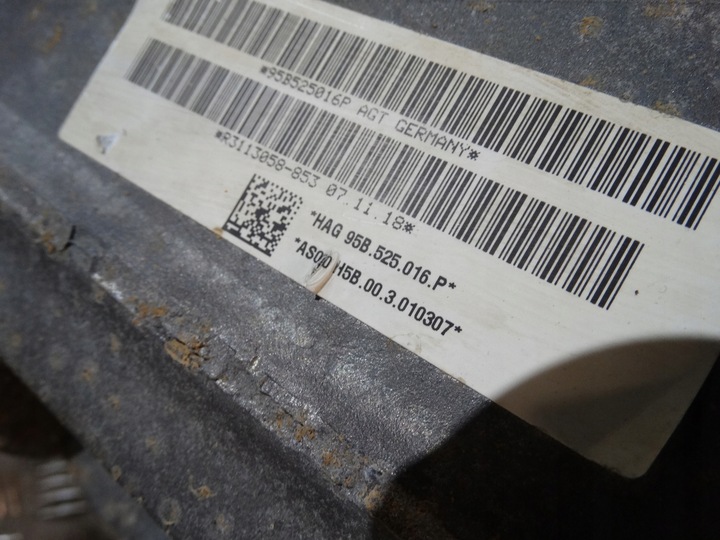 *95B525016P AGT GERMANY*
*R3113058-853 07.11.18*
*HAG 95B.525.016.P*
*AS00 H5B.00.3.010307*